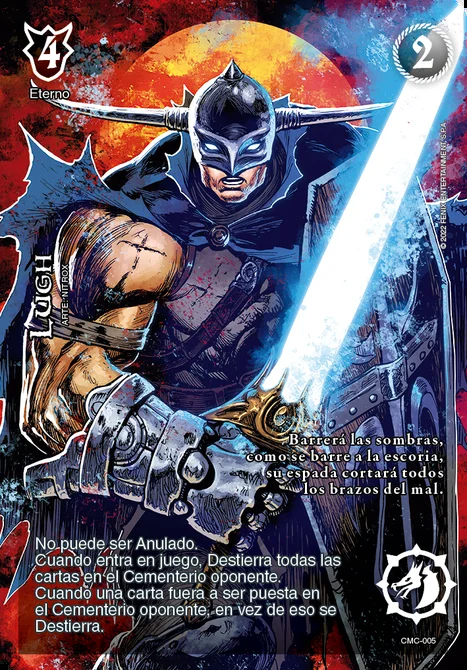 4
2
Eterno
© 2022 FENIX ENTERTAINMENT, S.P.A
LUGH
ARTE: NITROX
Barrerá las sombras,
como se barre a la escoria,
su espada cortará todos
los brazos del mal.
No puede ser Anulado.
Cuando entra en juego, Destierra todas las
cartas en el Cementerio oponente.
Cuando una carta fuera a ser puesta en
el Cementerio oponente, en vez de eso se
Destierra.
CMC-005